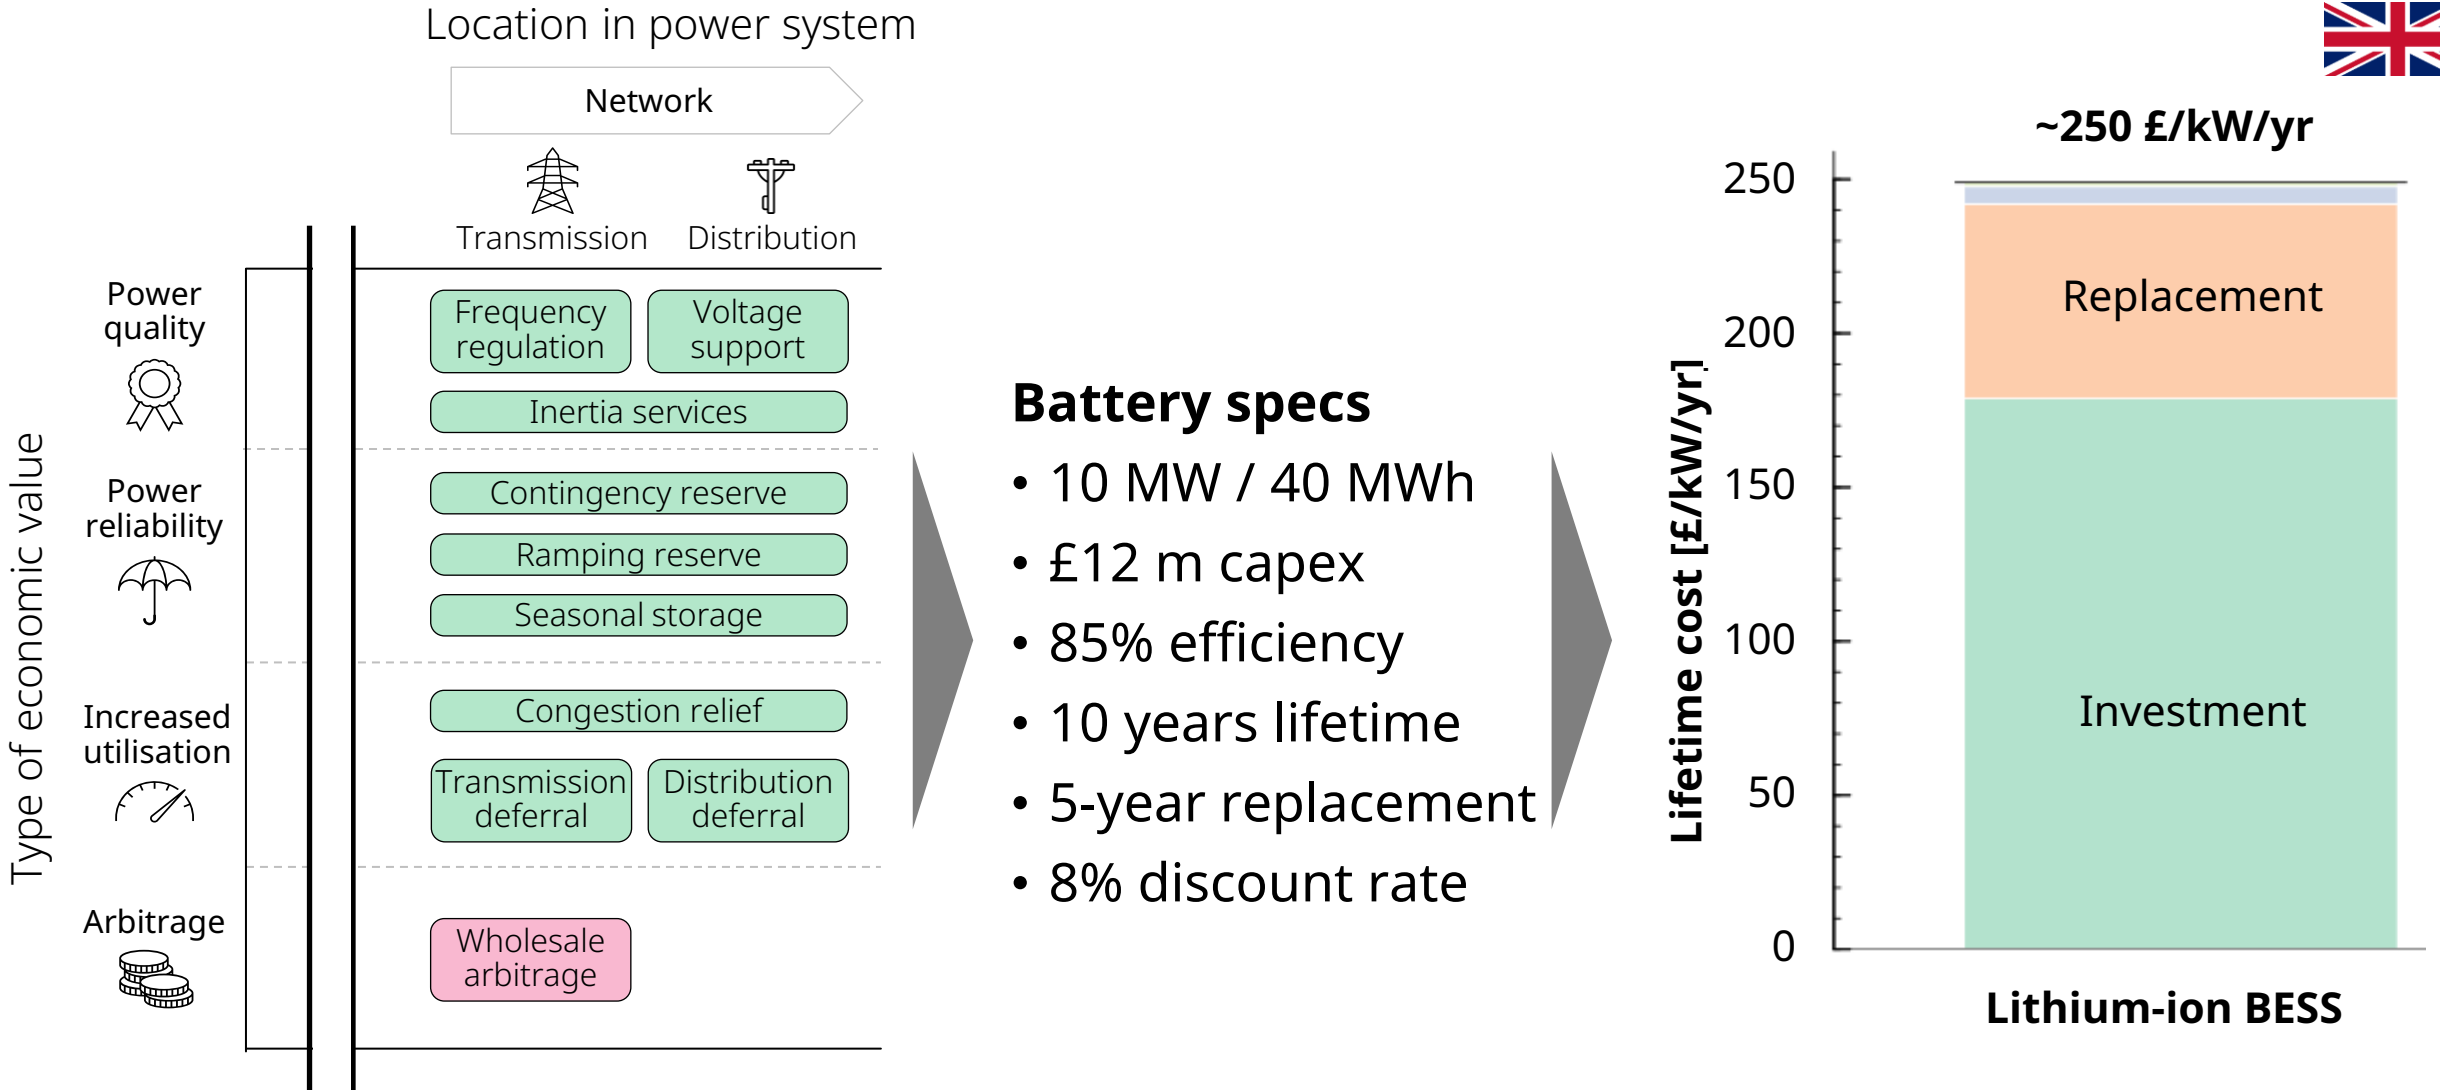 Location in power system
Network
Transmission
Distribution
Type of economic value
Power
quality
Frequency
regulation
Voltage
support
Inertia services
Power
reliability
Contingency reserve
Ramping reserve
Seasonal storage
Increased
utilisation
Congestion relief
Transmission
deferral
Distribution
deferral
Arbitrage
Wholesale
arbitrage
Battery specs
• 10 MW / 40 MWh
• £12 m capex
• 85% efficiency
• 10 years lifetime
• 5-year replacement
• 8% discount rate
~250 £/kW/yr
Lifetime cost [£/kW/yr]
250
200
150
100
50
0
Replacement
Investment
Lithium-ion BESS